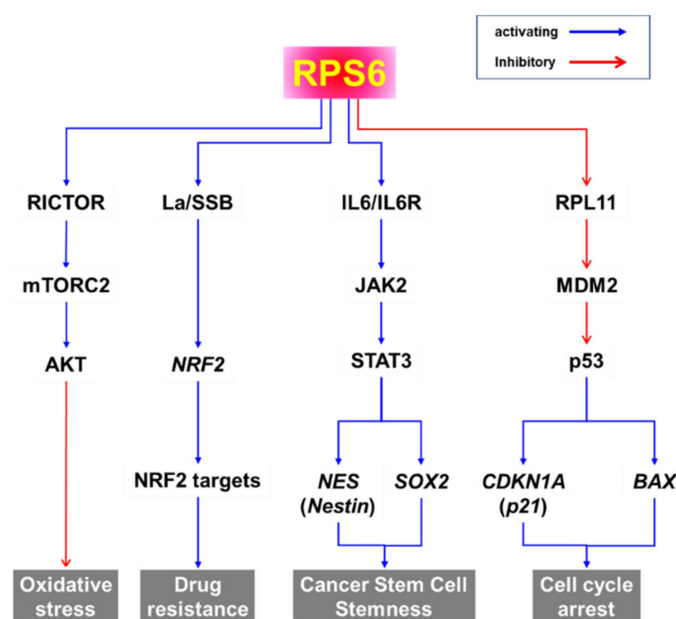 activating
Inhibitory
RPS6
RICTOR
La/SSB
IL6/IL6R
RPL11
mTORC2
JAK2
MDM2
AKT
NRF2
STAT3
p53
NRF2 targets
NES
(Nestin)
SOX2
CDKN1A
(p21)
BAX
Oxidative
stress
Drug
resistance
Cancer Stem Cell
Stemness
Cell cycle
arrest